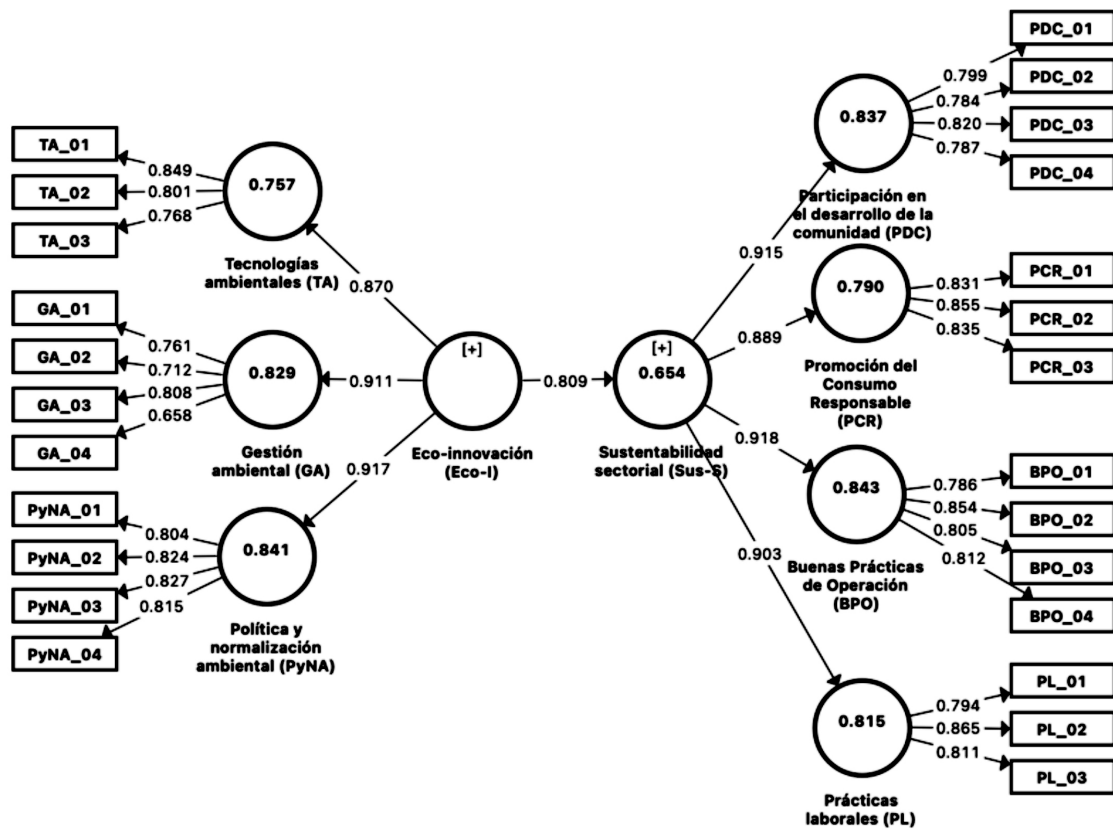 TA_01
TA_02
TA_03
0.849
0.801
0.768
0.757
Tecnologías
ambientales (TA)
0.870
GA_01
GA_02
GA_03
GA_04
0.761
0.712
0.808
0.658
0.829
Gestión
ambiental (GA)
0.911
PyNA_01
PyNA_02
PyNA_03
PyNA_04
0.804
0.824
0.827
0.815
0.841
Política y
normalización
ambiental (PyNA)
0.917
[+]
Eco-innovación
(Eco-I)
0.809
[+]
0.654
Sustentabilidad
sectorial (Sus-S)
0.915
0.837
Participación en
el desarrollo de la
comunidad (PDC)
0.799
0.784
0.820
0.787
PDC_01
PDC_02
PDC_03
PDC_04
0.889
0.790
Promoción del
Consumo
Responsable
(PCR)
0.831
0.855
0.835
PCR_01
PCR_02
PCR_03
0.918
0.843
Buenas Prácticas
de Operación
(BPO)
0.786
0.854
0.805
0.812
BPO_01
BPO_02
BPO_03
BPO_04
0.903
0.815
Prácticas
laborales (PL)
0.794
0.865
0.811
PL_01
PL_02
PL_03